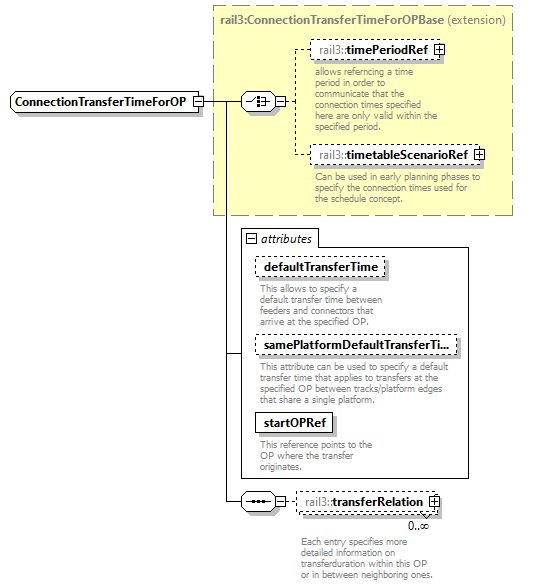 rail3:ConnectionTransferTimeForOPBase (extension)
rail3::timePeriodRef
allows referncing a time
period in order to
communicate that the
connection times specified
here are only valid within the
specified period.
ConnectionTransferTimeForOP
rail3::timetableScenarioRef
Can be used in early planning phases to
specify the connection times used for
the schedule concept.
attributes
defaultTransferTime
This allows to specify a
default transfer time between
feeders and connectors that
arrive at the specified OP.
samePlatformDefaultTransferTi...
This attribute can be used to specify a default
transfer time that applies to transfers at the
specified OP between tracks/platform edges
that share a single platform.
startOPRef
This reference points to the
OP where the transfer
originates.
rail3::transferRelation
0..∞
Each entry specifies more
detailed information on
transferduration within this OP
or in between neighboring ones.